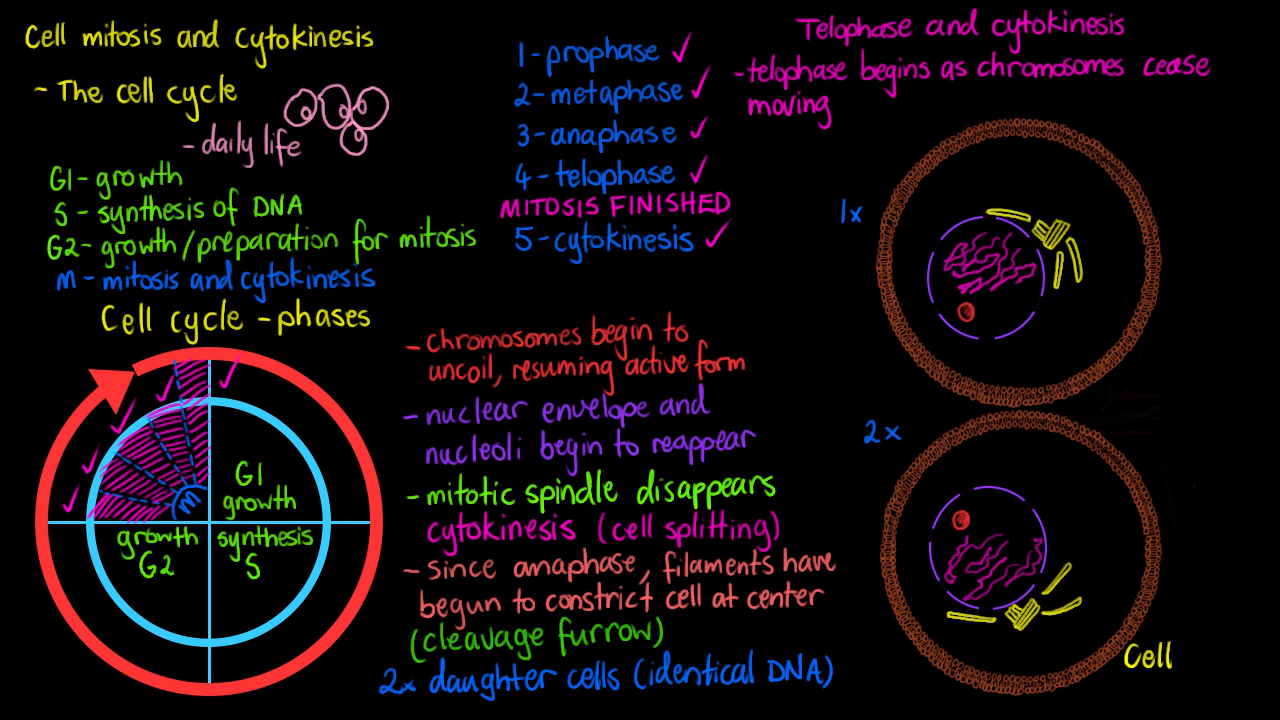 Cell mitosis and cytokinesis
- The cell cycle
- daily life
G1 - growth
S - synthesis of DNA
G2 - growth/preparation for mitosis
M - mitosis and cytokinesis
Cell cycle - phases
M
G1
growth
growth
G2
synthesis
S
1 - prophase ✓
2 - metaphase ✓
3 - anaphase ✓
4 - telophase ✓
MITOSIS FINISHED
5 - cytokinesis ✓
- chromosomes begin to
uncoil, resuming active form
- nuclear envelope and
nucleoli begin to reappear
- mitotic spindle disappears
cytokinesis (cell splitting)
- since anaphase, filaments have
begun to constrict cell at center
(cleavage furrow)
2x daughter cells (identical DNA)
Telophase and cytokinesis
- telophase begins as chromosomes cease
moving
1x
2x
Cell